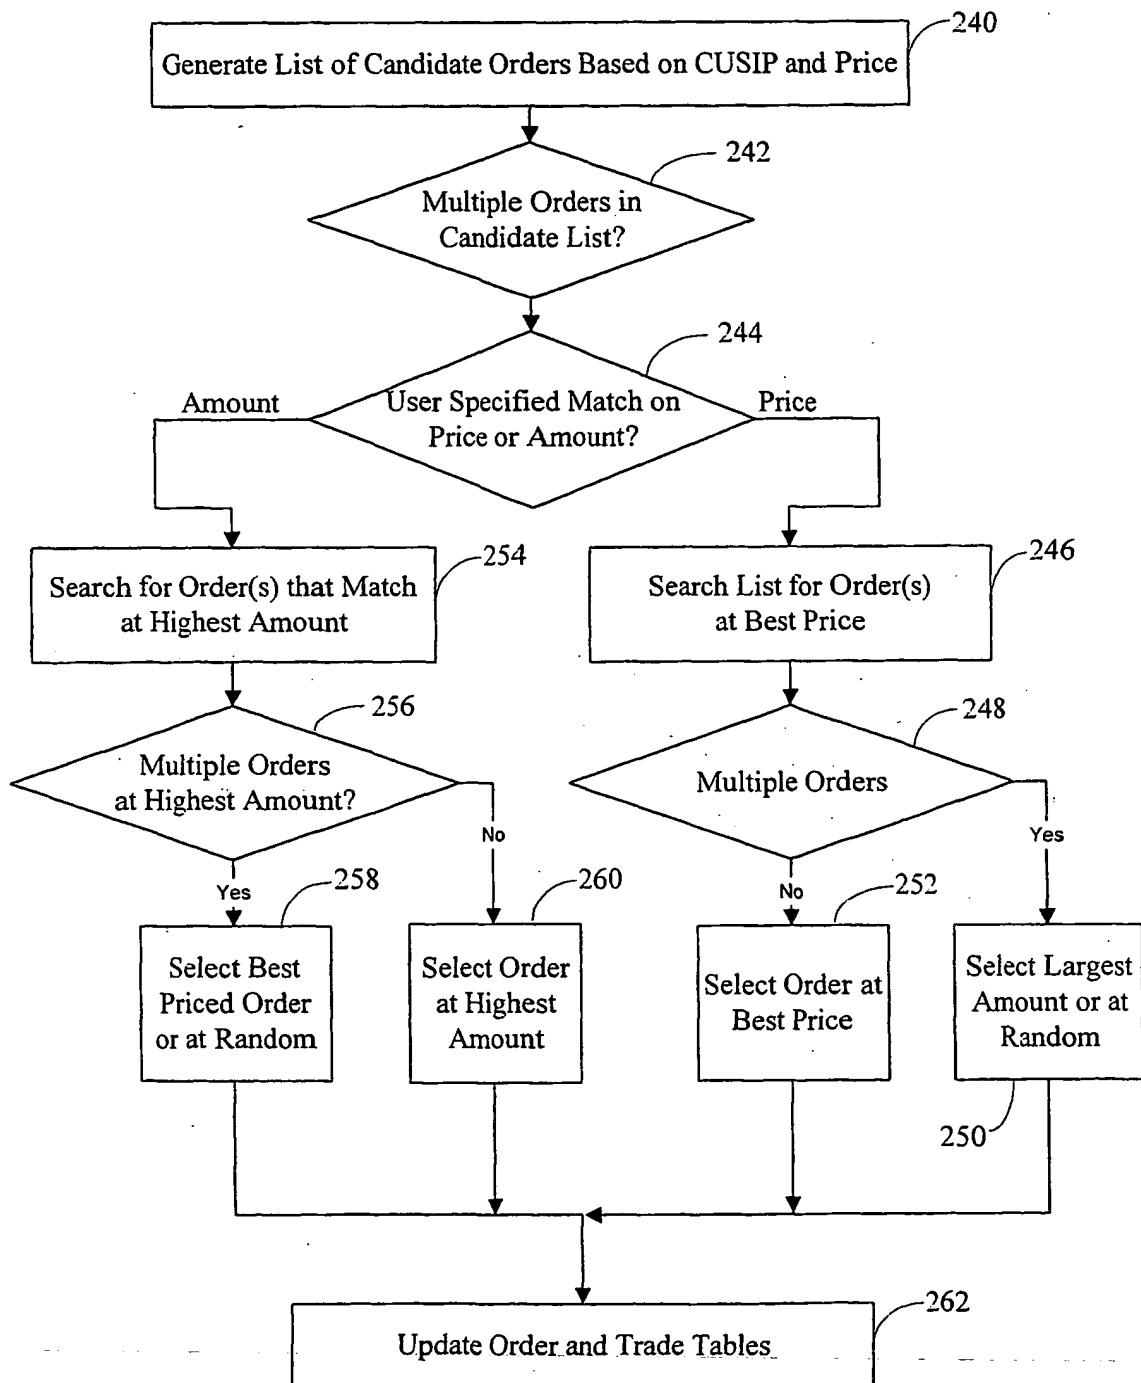 240
Generate List of Candidate Orders Based on CUSIP and Price
242
Multiple Orders in
Candidate List?
244
Amount
User Specified Match on
Price or Amount?
Price
254
Search for Order(s) that Match
at Highest Amount
246
Search List for Order(s)
at Best Price
256
Multiple Orders
at Highest Amount?
248
Multiple Orders
No
Yes
Yes
No
258
Select Best
Priced Order
or at Random
260
Select Order
at Highest
Amount
252
Select Order at
Best Price
Select Largest
Amount or at
Random
250
262
Update Order and Trade Tables